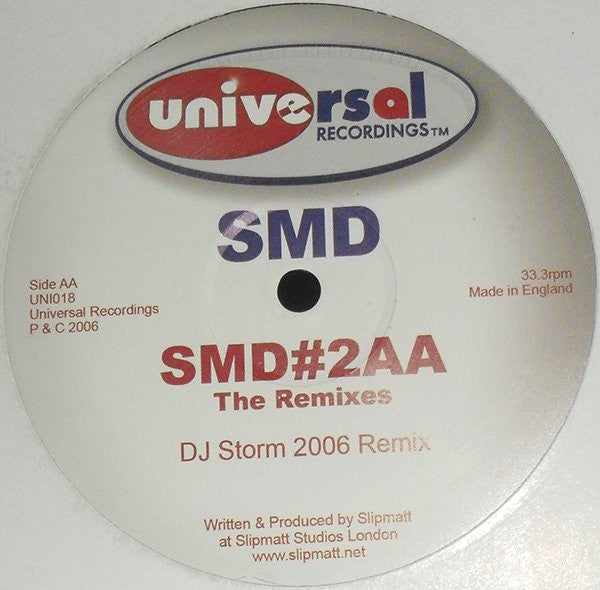 universal
RECORDINGS™
SMD
Side AA
UNI018
Universal Recordings
P & C 2006
33.3rpm
Made in England
SMD#2AA
The Remixes
DJ Storm 2006 Remix
Written & Produced by Slipmatt
at Slipmatt Studios London
www.slipmatt.net